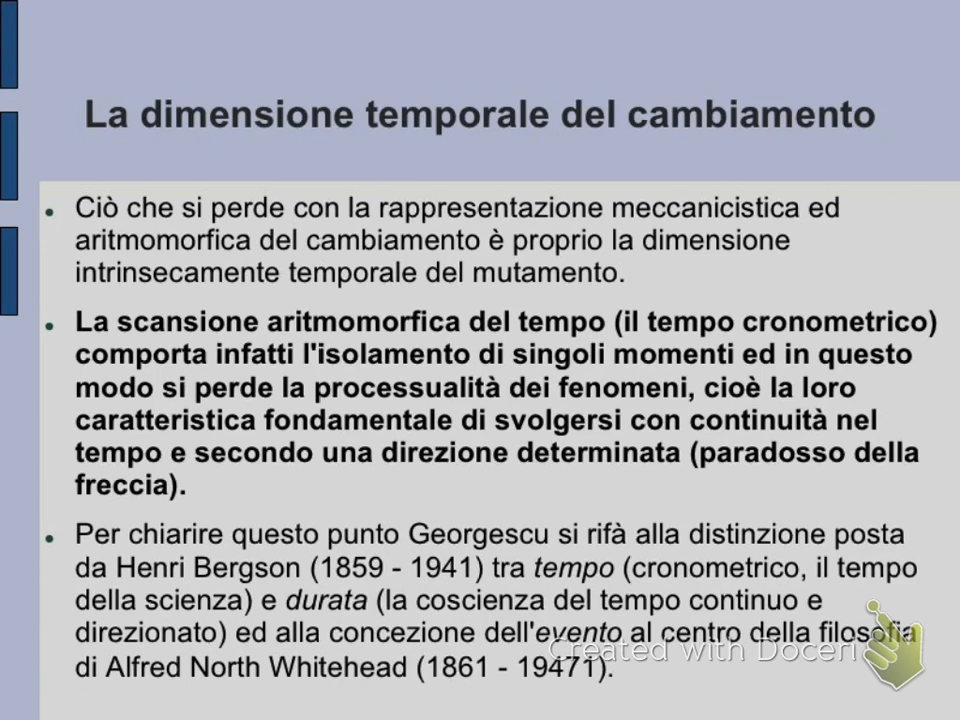 La dimensione temporale del cambiamento
Ciò che si perde con la rappresentazione meccanicistica ed
aritmomorfica del cambiamento è proprio la dimensione
intrinsecamente temporale del mutamento.
La scansione aritmomorfica del tempo (il tempo cronometrico)
comporta infatti l'isolamento di singoli momenti ed in questo
modo si perde la processualità dei fenomeni, cioè la loro
caratteristica fondamentale di svolgersi con continuità nel
tempo e secondo una direzione determinata (paradosso della
freccia).
Per chiarire questo punto Georgescu si rifà alla distinzione posta
da Henri Bergson (1859 - 1941) tra tempo (cronometrico, il tempo
della scienza) e durata (la coscienza del tempo continuo e
direzionato) ed alla concezione dell'evento al centro della filosofia
di Alfred North Whitehead (1861 - 19471).
Created with Doceri